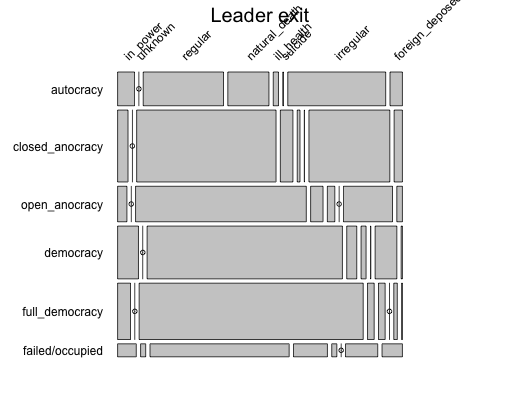 Leader exit
in_power
unknown
regular
natural_death
ill_health
suicide
irregular
foreign_deposed
autocracy
closed_anocracy
open_anocracy
democracy
full_democracy
failed/occupied